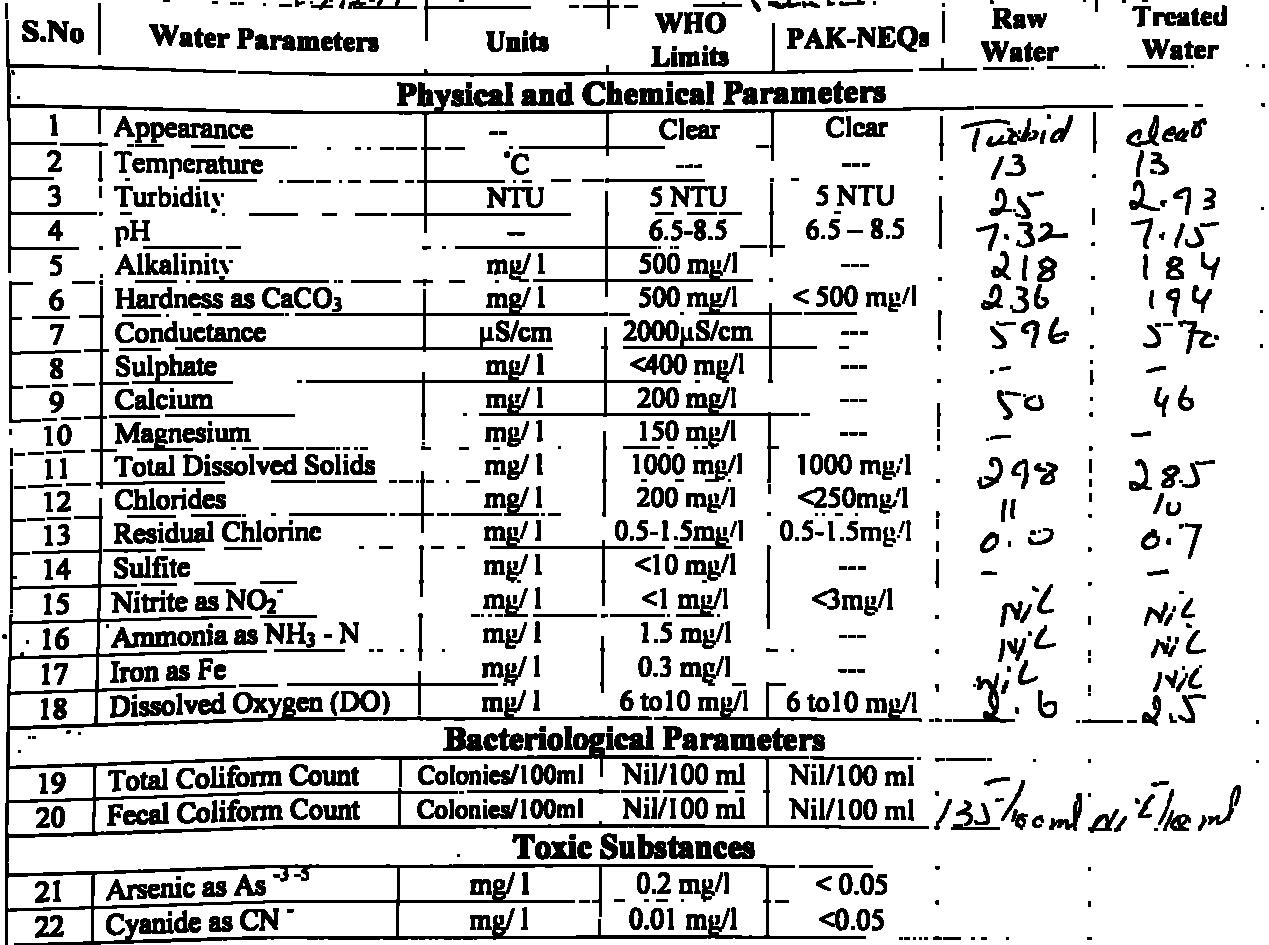 S.No Water Parameters Units WHO Limits PAK-NEQs Raw Water Treated Water
Physical and Chemical Parameters
1 Appearance -- Clear Clear Turbid clear
2 Temperature °C --- --- 13 13
3 Turbidity NTU 5 NTU 5 NTU 25 2.93
4 pH -- 6.5-8.5 6.5 – 8.5 7.32 7.15
5 Alkalinity mg/ l 500 mg/l --- 218 184
6 Hardness as CaCO₃ mg/ l 500 mg/l < 500 mg/l 236 194
7 Conductance µS/cm 2000µS/cm --- 596 570
8 Sulphate mg/ l <400 mg/l --- - -
9 Calcium mg/ l 200 mg/l --- 50 46
10 Magnesium mg/ l 150 mg/l --- - -
11 Total Dissolved Solids mg/ l 1000 mg/l 1000 mg/l 298 285
12 Chlorides mg/ l 200 mg/l <250mg/l 11 10
13 Residual Chlorine mg/ l 0.5-1.5mg/l 0.5-1.5mg/l 0.0 0.7
14 Sulfite mg/ l <10 mg/l --- - -
15 Nitrite as NO₂⁻ mg/ l <1 mg/l <3mg/l Nil Nil
16 Ammonia as NH₃ - N mg/ l 1.5 mg/l --- Nil Nil
17 Iron as Fe mg/ l 0.3 mg/l --- Nil Nil
18 Dissolved Oxygen (DO) mg/ l 6 to10 mg/l 6 to10 mg/l 2.6 2.5
Bacteriological Parameters
19 Total Coliform Count Colonies/100ml Nil/100 ml Nil/100 ml - -
20 Fecal Coliform Count Colonies/100ml Nil/100 ml Nil/100 ml 135/100ml Nil/100ml
Toxic Substances
21 Arsenic as As ⁻³ ⁻⁵ mg/ l 0.2 mg/l < 0.05
22 Cyanide as CN ⁻ mg/ l 0.01 mg/l <0.05